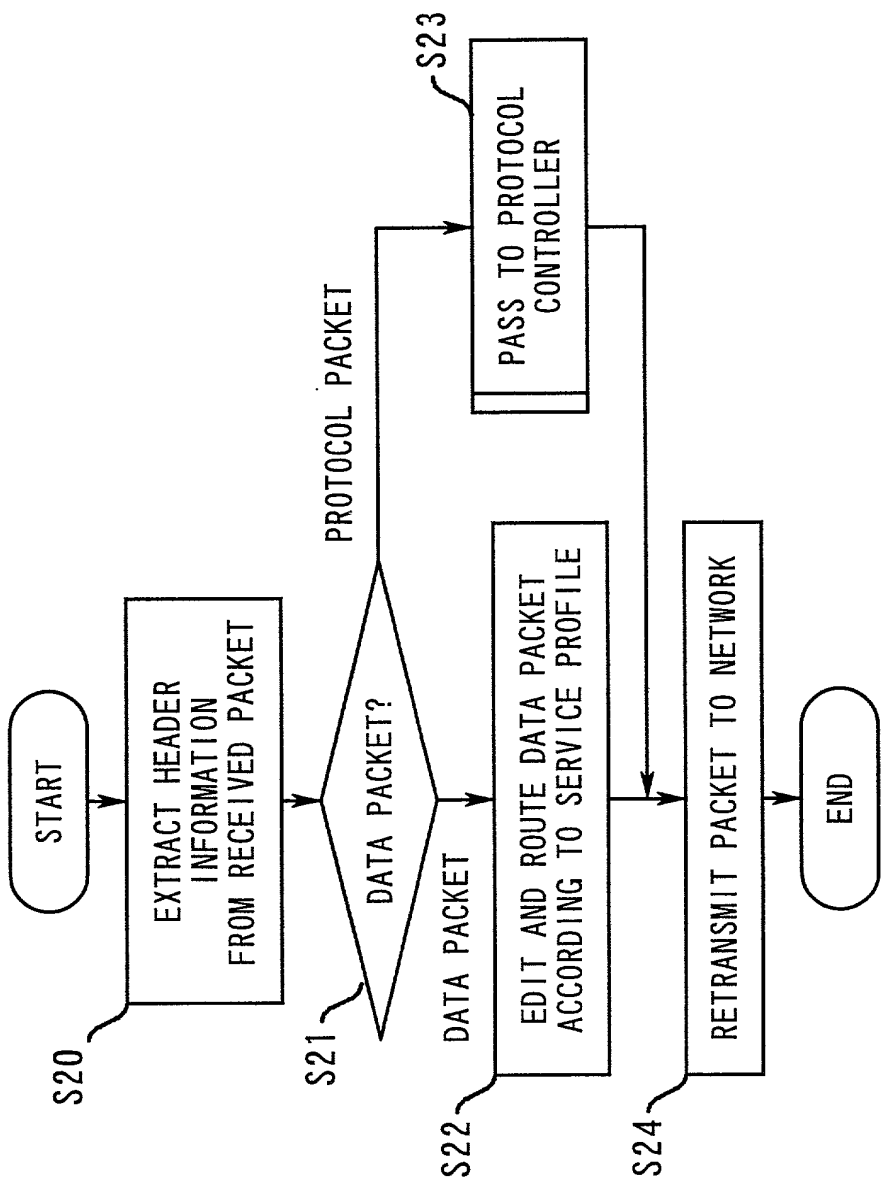 START
S20
EXTRACT HEADER
INFORMATION
FROM RECEIVED PACKET
S21
DATA PACKET?
PROTOCOL PACKET
DATA PACKET
S22
EDIT AND ROUTE DATA PACKET
ACCORDING TO SERVICE PROFILE
S23
PASS TO PROTOCOL
CONTROLLER
S24
RETRANSMIT PACKET TO NETWORK
END